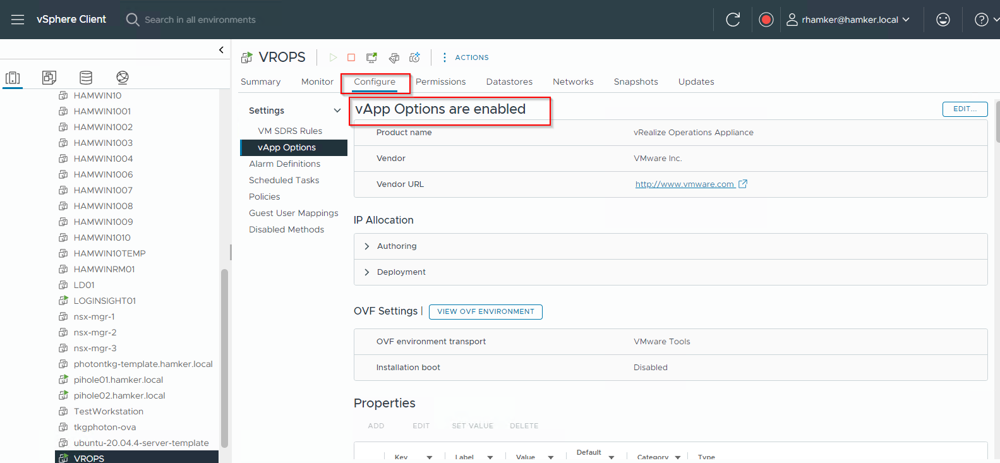 vSphere Client
Search in all environments
rhamker@hamker.local
VROPS
ACTIONS
Summary Monitor Configure Permissions Datastores Networks Snapshots Updates
HAMWIN10
HAMWIN1001
HAMWIN1002
HAMWIN1003
HAMWIN1004
HAMWIN1006
HAMWIN1007
HAMWIN1008
HAMWIN1009
HAMWIN1010
HAMWIN10TEMP
HAMWINRM01
LD01
LOGINSIGHT01
nsx-mgr-1
nsx-mgr-2
nsx-mgr-3
photontkg-template.hamker.local
pihole01.hamker.local
pihole02.hamker.local
TestWorkstation
tkgphoton-ova
ubuntu-20.04.4-server-template
VROPS
Settings
VM SDRS Rules
vApp Options
Alarm Definitions
Scheduled Tasks
Policies
Guest User Mappings
Disabled Methods
vApp Options are enabled
EDIT...
Product name vRealize Operations Appliance
Vendor VMware Inc.
Vendor URL http://www.vmware.com
IP Allocation
Authoring
Deployment
OVF Settings | VIEW OVF ENVIRONMENT
OVF environment transport VMware Tools
Installation boot Disabled
Properties
ADD EDIT SET VALUE DELETE
Key Label Value Default Category Type